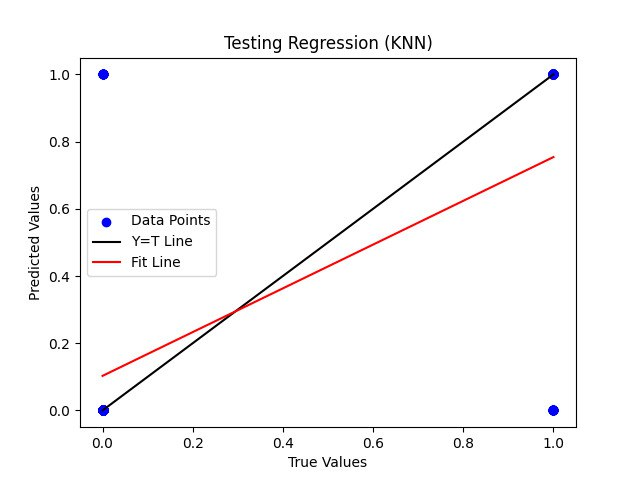 Testing Regression (KNN)
1.0
0.8
0.6
0.4
0.2
0.0
Predicted Values
Data Points
Y=T Line
Fit Line
0.0 0.2 0.4 0.6 0.8 1.0
True Values